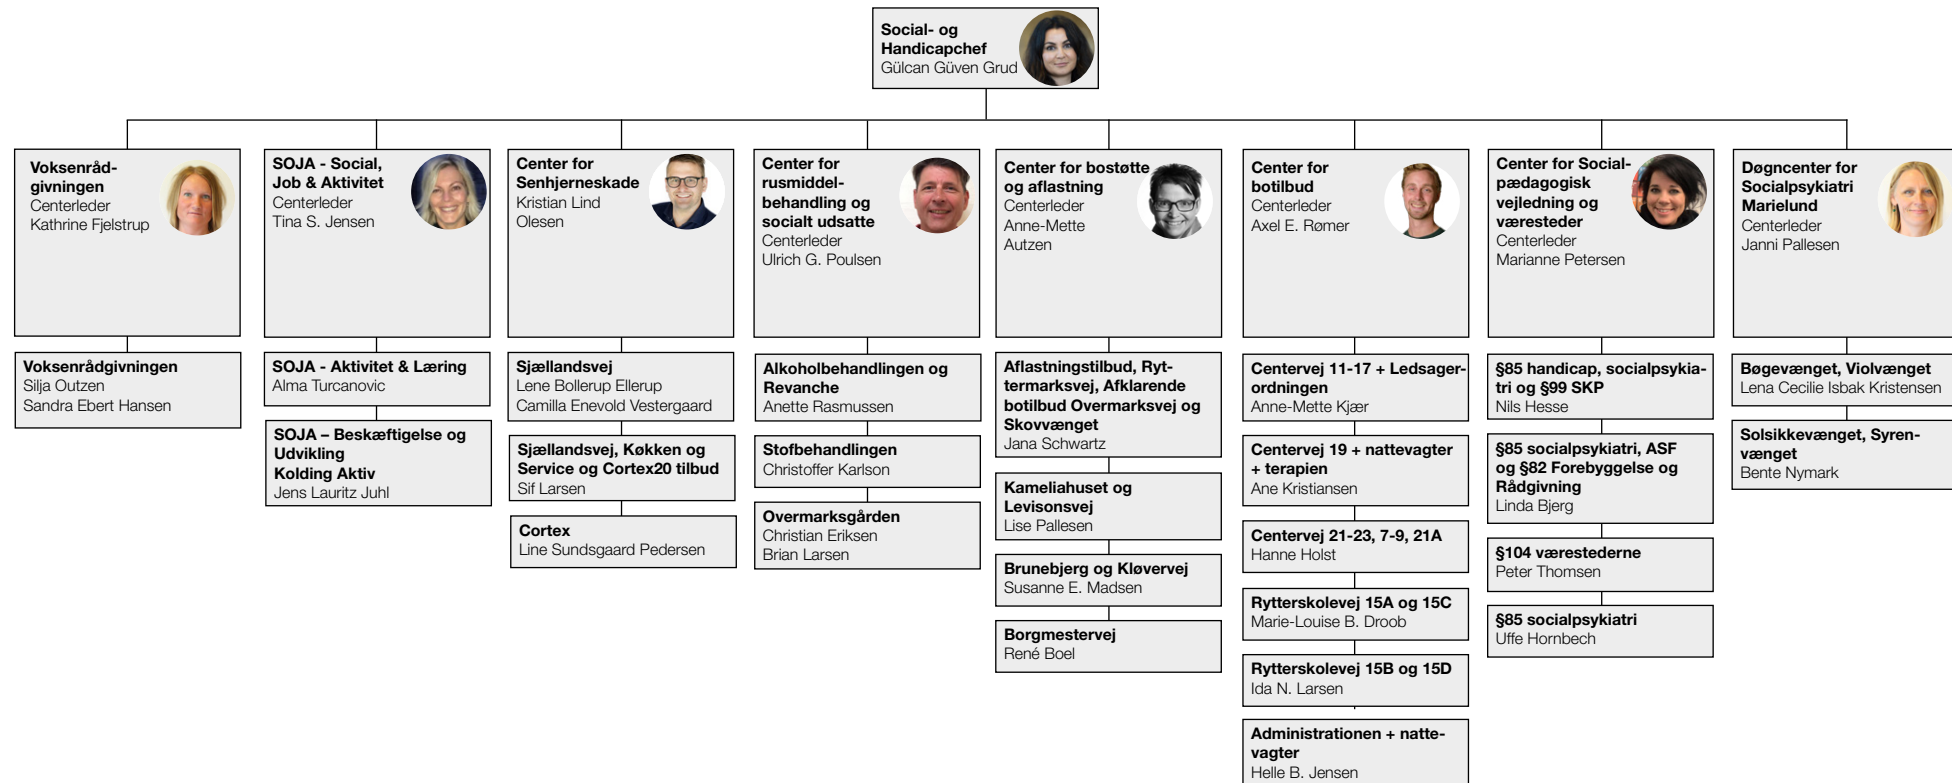 Social- og
Handicapchef
Gülcan Güven Grud
Voksenråd-
givningen
Centerleder
Kathrine Fjelstrup
Voksenrådgivningen
Silja Outzen
Sandra Ebert Hansen
SOJA - Social,
Job & Aktivitet
Centerleder
Tina S. Jensen
SOJA - Aktivitet & Læring
Alma Turcanovic
SOJA – Beskæftigelse og
Udvikling
Kolding Aktiv
Jens Lauritz Juhl
Center for
Senhjerneskade
Kristian Lind
Olesen
Sjællandsvej
Lene Bollerup Ellerup
Camilla Enevold Vestergaard
Sjællandsvej, Køkken og
Service og Cortex20 tilbud
Sif Larsen
Cortex
Line Sundsgaard Pedersen
Center for
rusmiddel-
behandling og
socialt udsatte
Centerleder
Ulrich G. Poulsen
Alkoholbehandlingen og
Revanche
Anette Rasmussen
Stofbehandlingen
Christoffer Karlson
Overmarksgården
Christian Eriksen
Brian Larsen
Center for bostøtte
og aflastning
Centerleder
Anne-Mette
Autzen
Aflastningstilbud, Ryt-
termarksvej, Afklarende
botilbud Overmarksvej og
Skovvænget
Jana Schwartz
Kameliahuset og
Levisonsvej
Lise Pallesen
Brunebjerg og Kløvervej
Susanne E. Madsen
Borgmestervej
René Boel
Center for
botilbud
Centerleder
Axel E. Rømer
Centervej 11-17 + Ledsager-
ordningen
Anne-Mette Kjær
Centervej 19 + nattevagter
+ terapien
Ane Kristiansen
Centervej 21-23, 7-9, 21A
Hanne Holst
Rytterskolevej 15A og 15C
Marie-Louise B. Droob
Rytterskolevej 15B og 15D
Ida N. Larsen
Administrationen + natte-
vagter
Helle B. Jensen
Center for Social-
pædagogisk
vejledning og
væresteder
Centerleder
Marianne Petersen
§85 handicap, socialpsykia-
tri og §99 SKP
Nils Hesse
§85 socialpsykiatri, ASF
og §82 Forebyggelse og
Rådgivning
Linda Bjerg
§104 værestederne
Peter Thomsen
§85 socialpsykiatri
Uffe Hornbech
Døgncenter for
Socialpsykiatri
Marielund
Centerleder
Janni Pallesen
Bøgevænget, Violvænget
Lena Cecilie Isbak Kristensen
Solsikkevænget, Syren-
vænget
Bente Nymark